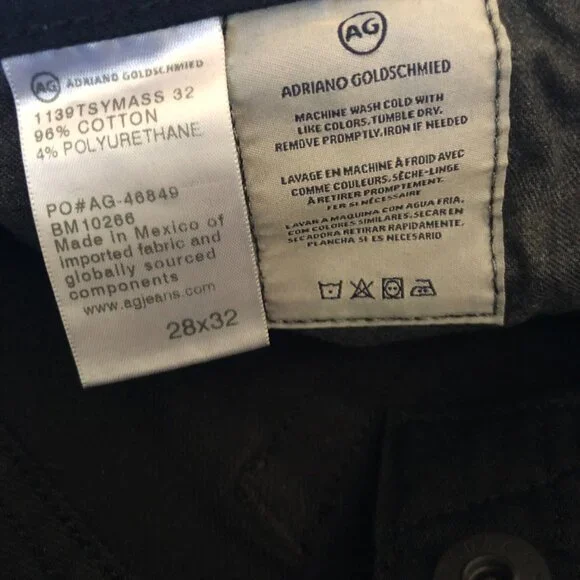 AG ADRIANO GOLDSCHMIED
1139TSYMASS 32
96% COTTON
4% POLYURETHANE
PO#AG-46849
BM10266
Made in Mexico of
imported fabric and
globally sourced
components
www.agjeans.com
28x32
AG
ADRIANO GOLDSCHMIED
MACHINE WASH COLD WITH
LIKE COLORS. TUMBLE DRY.
REMOVE PROMPTLY. IRON IF NEEDED
LAVAGE EN MACHINE À FROID AVEC
COMME COULEURS. SÈCHE-LINGE
À RETIRER PROMPTEMENT.
FER SI NÉCESSAIRE
LAVAR A MAQUINA CON AGUA FRIA,
CON COLORES SIMILARES. SECAR EN
SECADORA RETIRAR RAPIDAMENTE.
PLANCHA SI ES NECESARIO